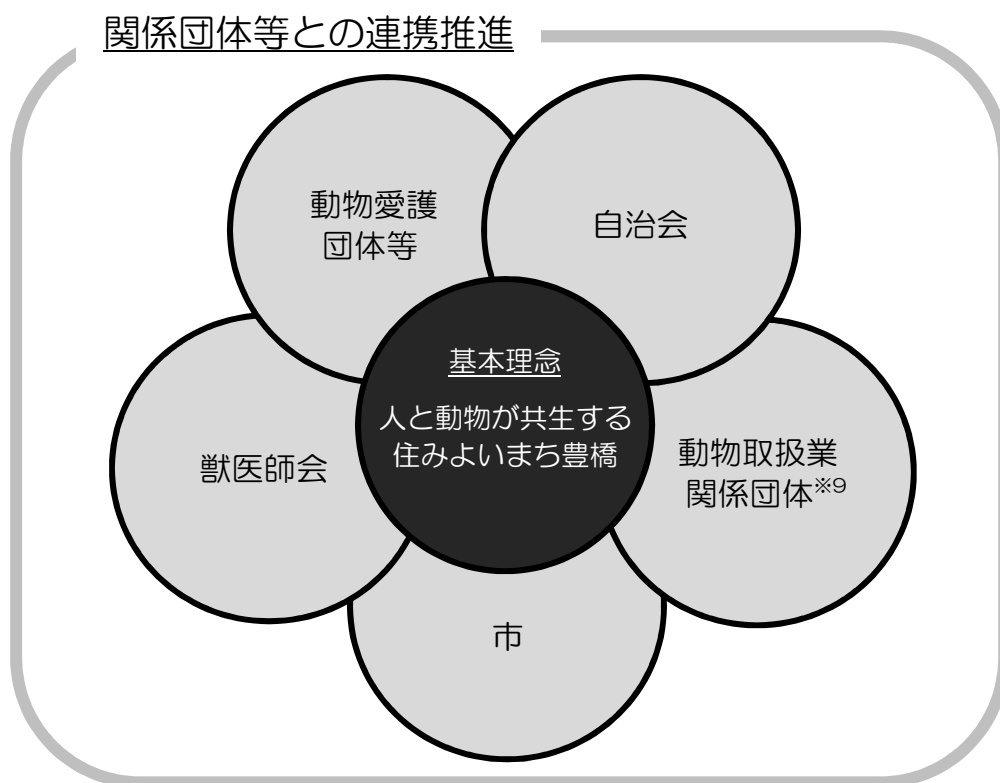 関係団体等との連携推進
動物愛護
団体等
自治会
基本理念
人と動物が共生する
住みよいまち豊橋
獣医師会
動物取扱業
関係団体※9
市